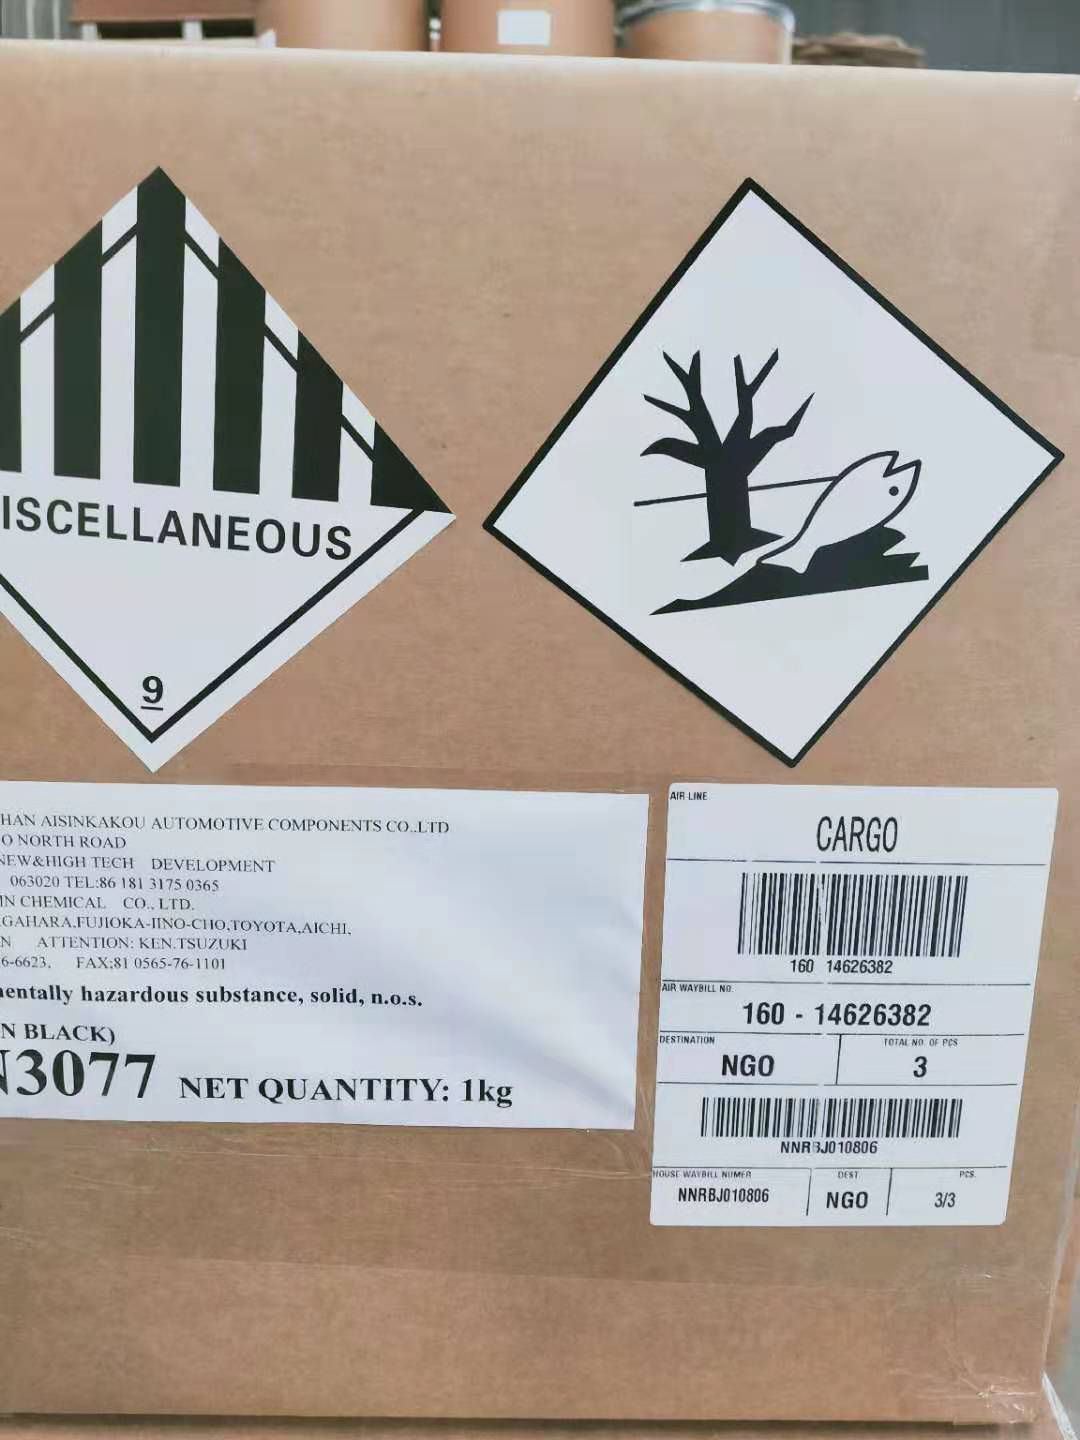 ISCELLANEOUS
9
HAN AISINKAKOU AUTOMOTIVE COMPONENTS CO.,LTD
O NORTH ROAD
NEW&HIGH TECH DEVELOPMENT
063020 TEL:86 181 3175 0365
IN CHEMICAL CO., LTD.
AGAHARA,FUJIOKA-IINO-CHO,TOYOTA,AICHI,
N ATTENTION: KEN.TSUZUKI
6-6623, FAX;81 0565-76-1101
mentally hazardous substance, solid, n.o.s.
N BLACK)
N3077 NET QUANTITY: 1kg
AIR LINE
CARGO
160 14626382
AIR WAYBILL NO.
160 - 14626382
DESTINATION
NGO
TOTAL NO. OF PCS
3
NNRBJ010806
HOUSE WAYBILL NUMER
NNRBJ010806
DEST
NGO
PCS.
3/3